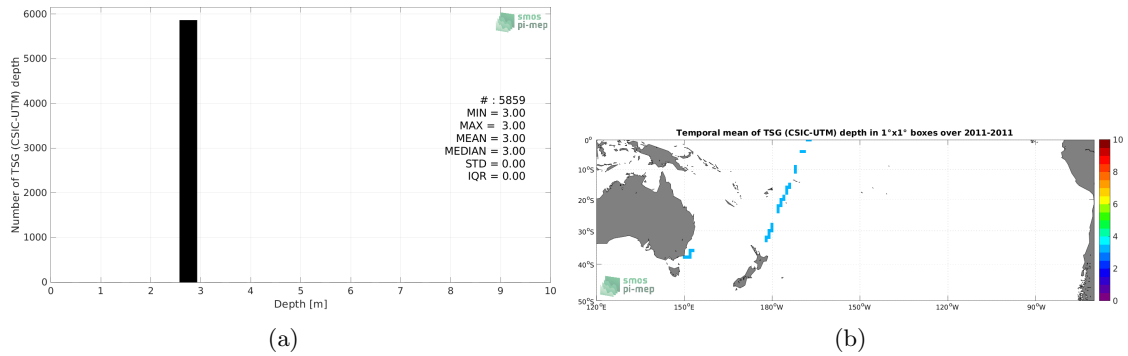 6000
5000
4000
3000
2000
1000
0
Number of TSG (CSIC-UTM) depth
smos
pi-mep
# : 5859
MIN = 3.00
MAX = 3.00
MEAN = 3.00
MEDIAN = 3.00
STD = 0.00
IQR = 0.00
0 1 2 3 4 5 6 7 8 9 10
Depth [m]
(a)
Temporal mean of TSG (CSIC-UTM) depth in 1°x1° boxes over 2011-2011
0°
10°S
20°S
30°S
40°S
50°S
smos
pi-mep
120°E 150°E 180°W 150°W 120°W 90°W
10
8
6
4
2
0
(b)